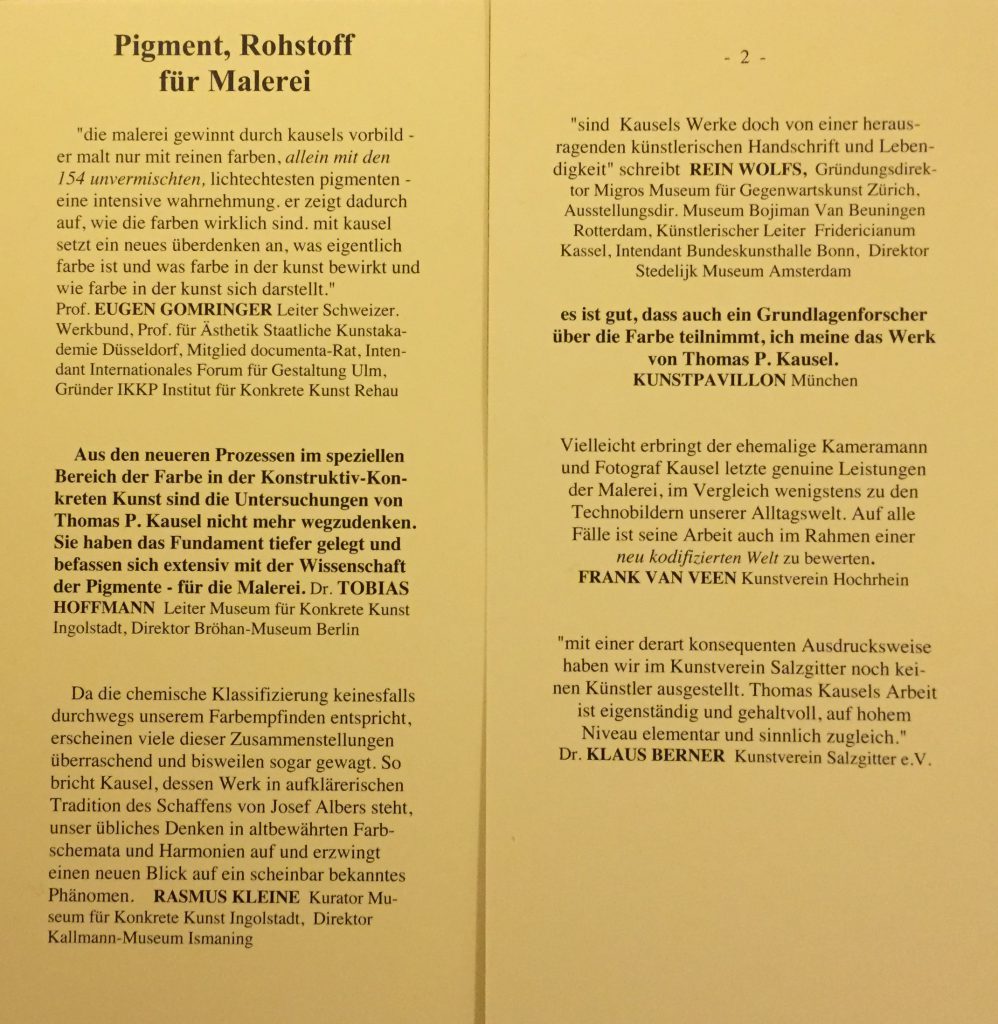 Pigment, Rohstoff
für Malerei
"die malerei gewinnt durch kausels vorbild -
er malt nur mit reinen farben, allein mit den
154 unvermischten, lichtechtesten pigmenten -
eine intensive wahrnehmung. er zeigt dadurch
auf, wie die farben wirklich sind. mit kausel
setzt ein neues überdenken an, was eigentlich
farbe ist und was farbe in der kunst bewirkt und
wie farbe in der kunst sich darstellt."
Prof. EUGEN GOMRINGER Leiter Schweizer.
Werkbund, Prof. für Ästhetik Staatliche Kunstaka-
demie Düsseldorf, Mitglied documenta-Rat, Inten-
dant Internationales Forum für Gestaltung Ulm,
Gründer IKKP Institut für Konkrete Kunst Rehau
Aus den neueren Prozessen im speziellen
Bereich der Farbe in der Konstruktiv-Kon-
kreten Kunst sind die Untersuchungen von
Thomas P. Kausel nicht mehr wegzudenken.
Sie haben das Fundament tiefer gelegt und
befassen sich extensiv mit der Wissenschaft
der Pigmente - für die Malerei. Dr. TOBIAS
HOFFMANN Leiter Museum für Konkrete Kunst
Ingolstadt, Direktor Bröhan-Museum Berlin
Da die chemische Klassifizierung keinesfalls
durchwegs unserem Farbempfinden entspricht,
erscheinen viele dieser Zusammenstellungen
überraschend und bisweilen sogar gewagt. So
bricht Kausel, dessen Werk in aufklärerischen
Tradition des Schaffens von Josef Albers steht,
unser übliches Denken in altbewährten Farb-
schemata und Harmonien auf und erzwingt
einen neuen Blick auf ein scheinbar bekanntes
Phänomen. RASMUS KLEINE Kurator Mu-
seum für Konkrete Kunst Ingolstadt, Direktor
Kallmann-Museum Ismaning
- 2 -
"sind Kausels Werke doch von einer heraus-
ragenden künstlerischen Handschrift und Leben-
digkeit" schreibt REIN WOLFS, Gründungsdirek-
tor Migros Museum für Gegenwartskunst Zürich,
Ausstellungsdir. Museum Bojiman Van Beuningen
Rotterdam, Künstlerischer Leiter Fridericianum
Kassel, Intendant Bundeskunsthalle Bonn, Direktor
Stedelijk Museum Amsterdam
es ist gut, dass auch ein Grundlagenforscher
über die Farbe teilnimmt, ich meine das Werk
von Thomas P. Kausel.
KUNSTPAVILLON München
Vielleicht erbringt der ehemalige Kameramann
und Fotograf Kausel letzte genuine Leistungen
der Malerei, im Vergleich wenigstens zu den
Technobildern unserer Alltagswelt. Auf alle
Fälle ist seine Arbeit auch im Rahmen einer
neu kodifizierten Welt zu bewerten.
FRANK VAN VEEN Kunstverein Hochrhein
"mit einer derart konsequenten Ausdrucksweise
haben wir im Kunstverein Salzgitter noch kei-
nen Künstler ausgestellt. Thomas Kausels Arbeit
ist eigenständig und gehaltvoll, auf hohem
Niveau elementar und sinnlich zugleich."
Dr. KLAUS BERNER Kunstverein Salzgitter e.V.